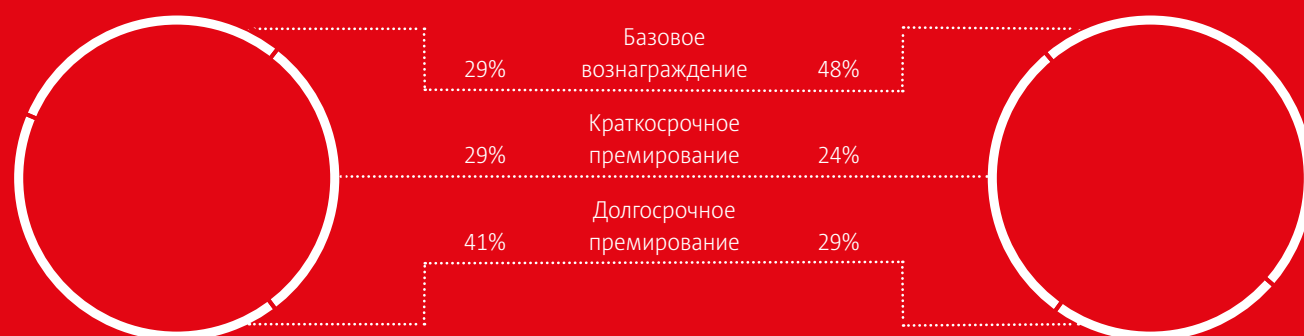 Базовое
29% вознаграждение 48%
Краткосрочное
29% премирование 24%
Долгосрочное
41% премирование 29%